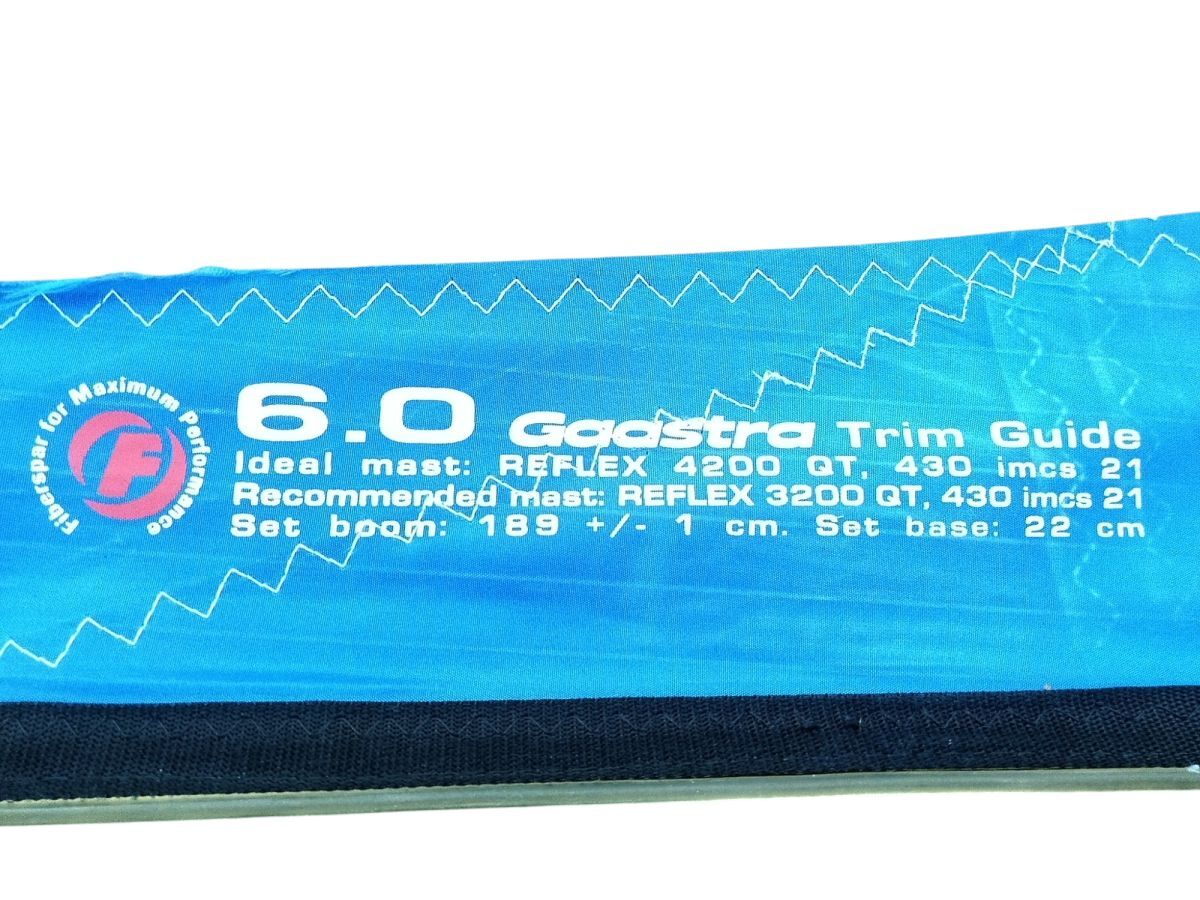 Fiberspar for Maximum Performance
F
6.0 Gaastra Trim Guide
Ideal mast: REFLEX 4200 QT, 430 imcs 21
Recommended mast: REFLEX 3200 QT, 430 imcs 21
Set boom: 189 +/- 1 cm. Set base: 22 cm